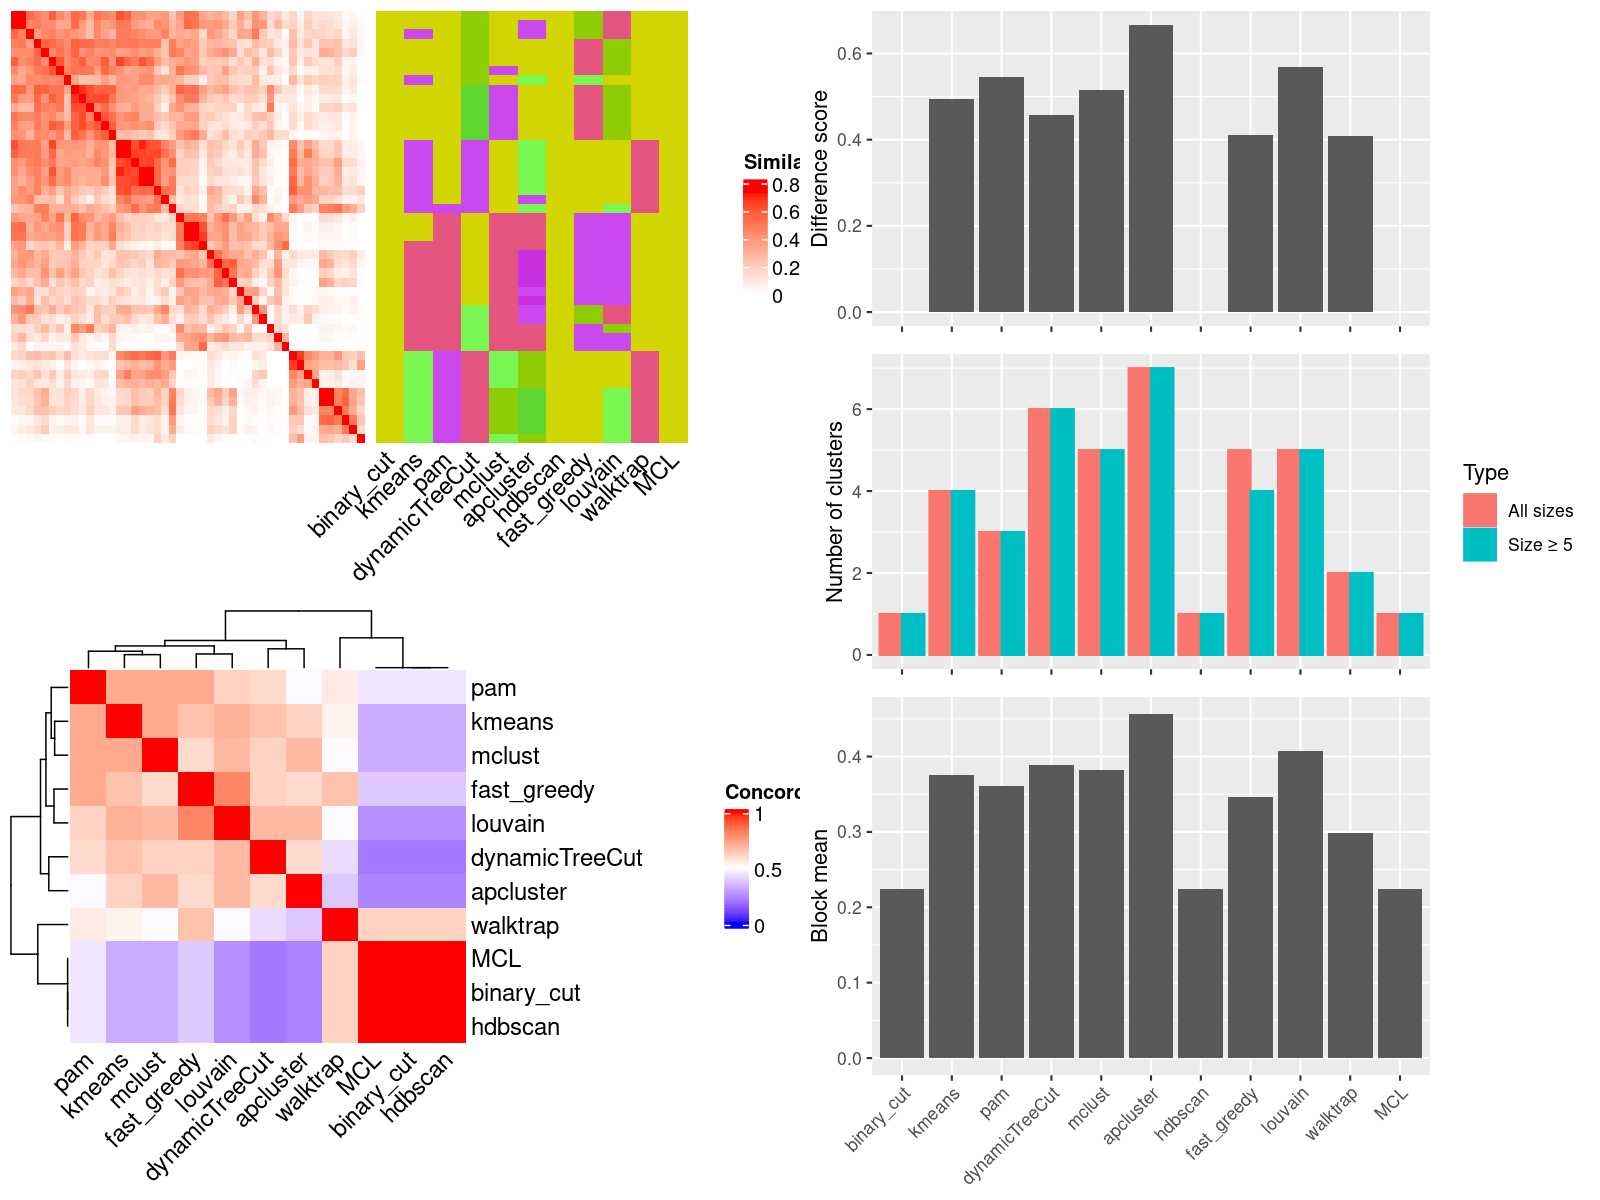 Simila
0.8
0.6
0.4
0.2
0
binary_cut
kmeans
pam
dynamicTreeCut
mclust
apcluster
hdbscan
fast_greedy
louvain
walktrap
MCL
pam
kmeans
mclust
fast_greedy
louvain
dynamicTreeCut
apcluster
walktrap
MCL
binary_cut
hdbscan
pam
kmeans
mclust
fast_greedy
louvain
dynamicTreeCut
apcluster
walktrap
MCL
binary_cut
hdbscan
Concord
1
0.5
0
Difference score
0.6
0.4
0.2
0.0
Number of clusters
6
4
2
0
Type
All sizes
Size ≥ 5
Block mean
0.4
0.3
0.2
0.1
0.0
binary_cut
kmeans
pam
dynamicTreeCut
mclust
apcluster
hdbscan
fast_greedy
louvain
walktrap
MCL